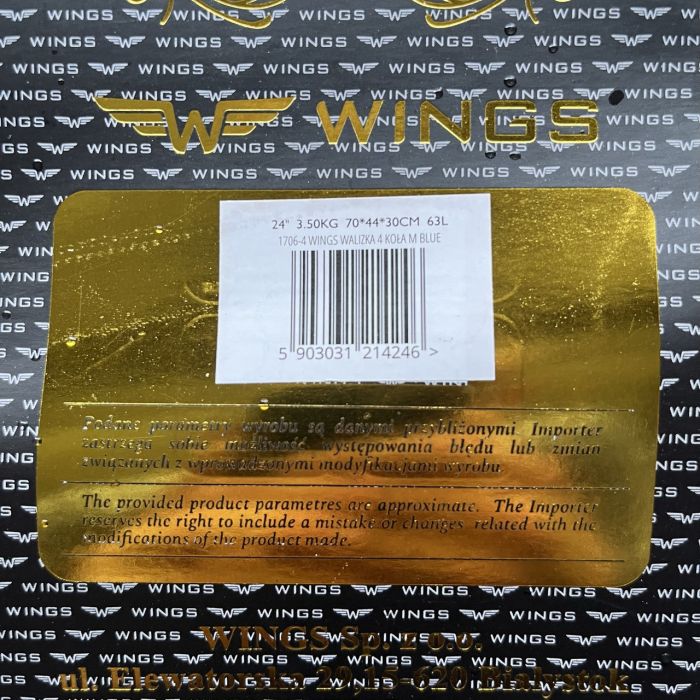 WINGS
24" 3.50KG 70*44*30CM 63L
1706-4 WINGS WALIZKA 4 KOŁA M BLUE
5 903031 214246 >
Podane parametry wyrobu są danymi przybliżonymi. Importer
zastrzega sobie możliwość występowania błędu lub zmian
związanych z wprowadzonymi modyfikacjami wyrobu.
The provided product parametres are approximate. The Importer
reserves the right to include a mistake or changes related with the
modifications of the product made.
WINGS Sp. z o.o.
ul. Elewatorska 29, 15-620 Białystok